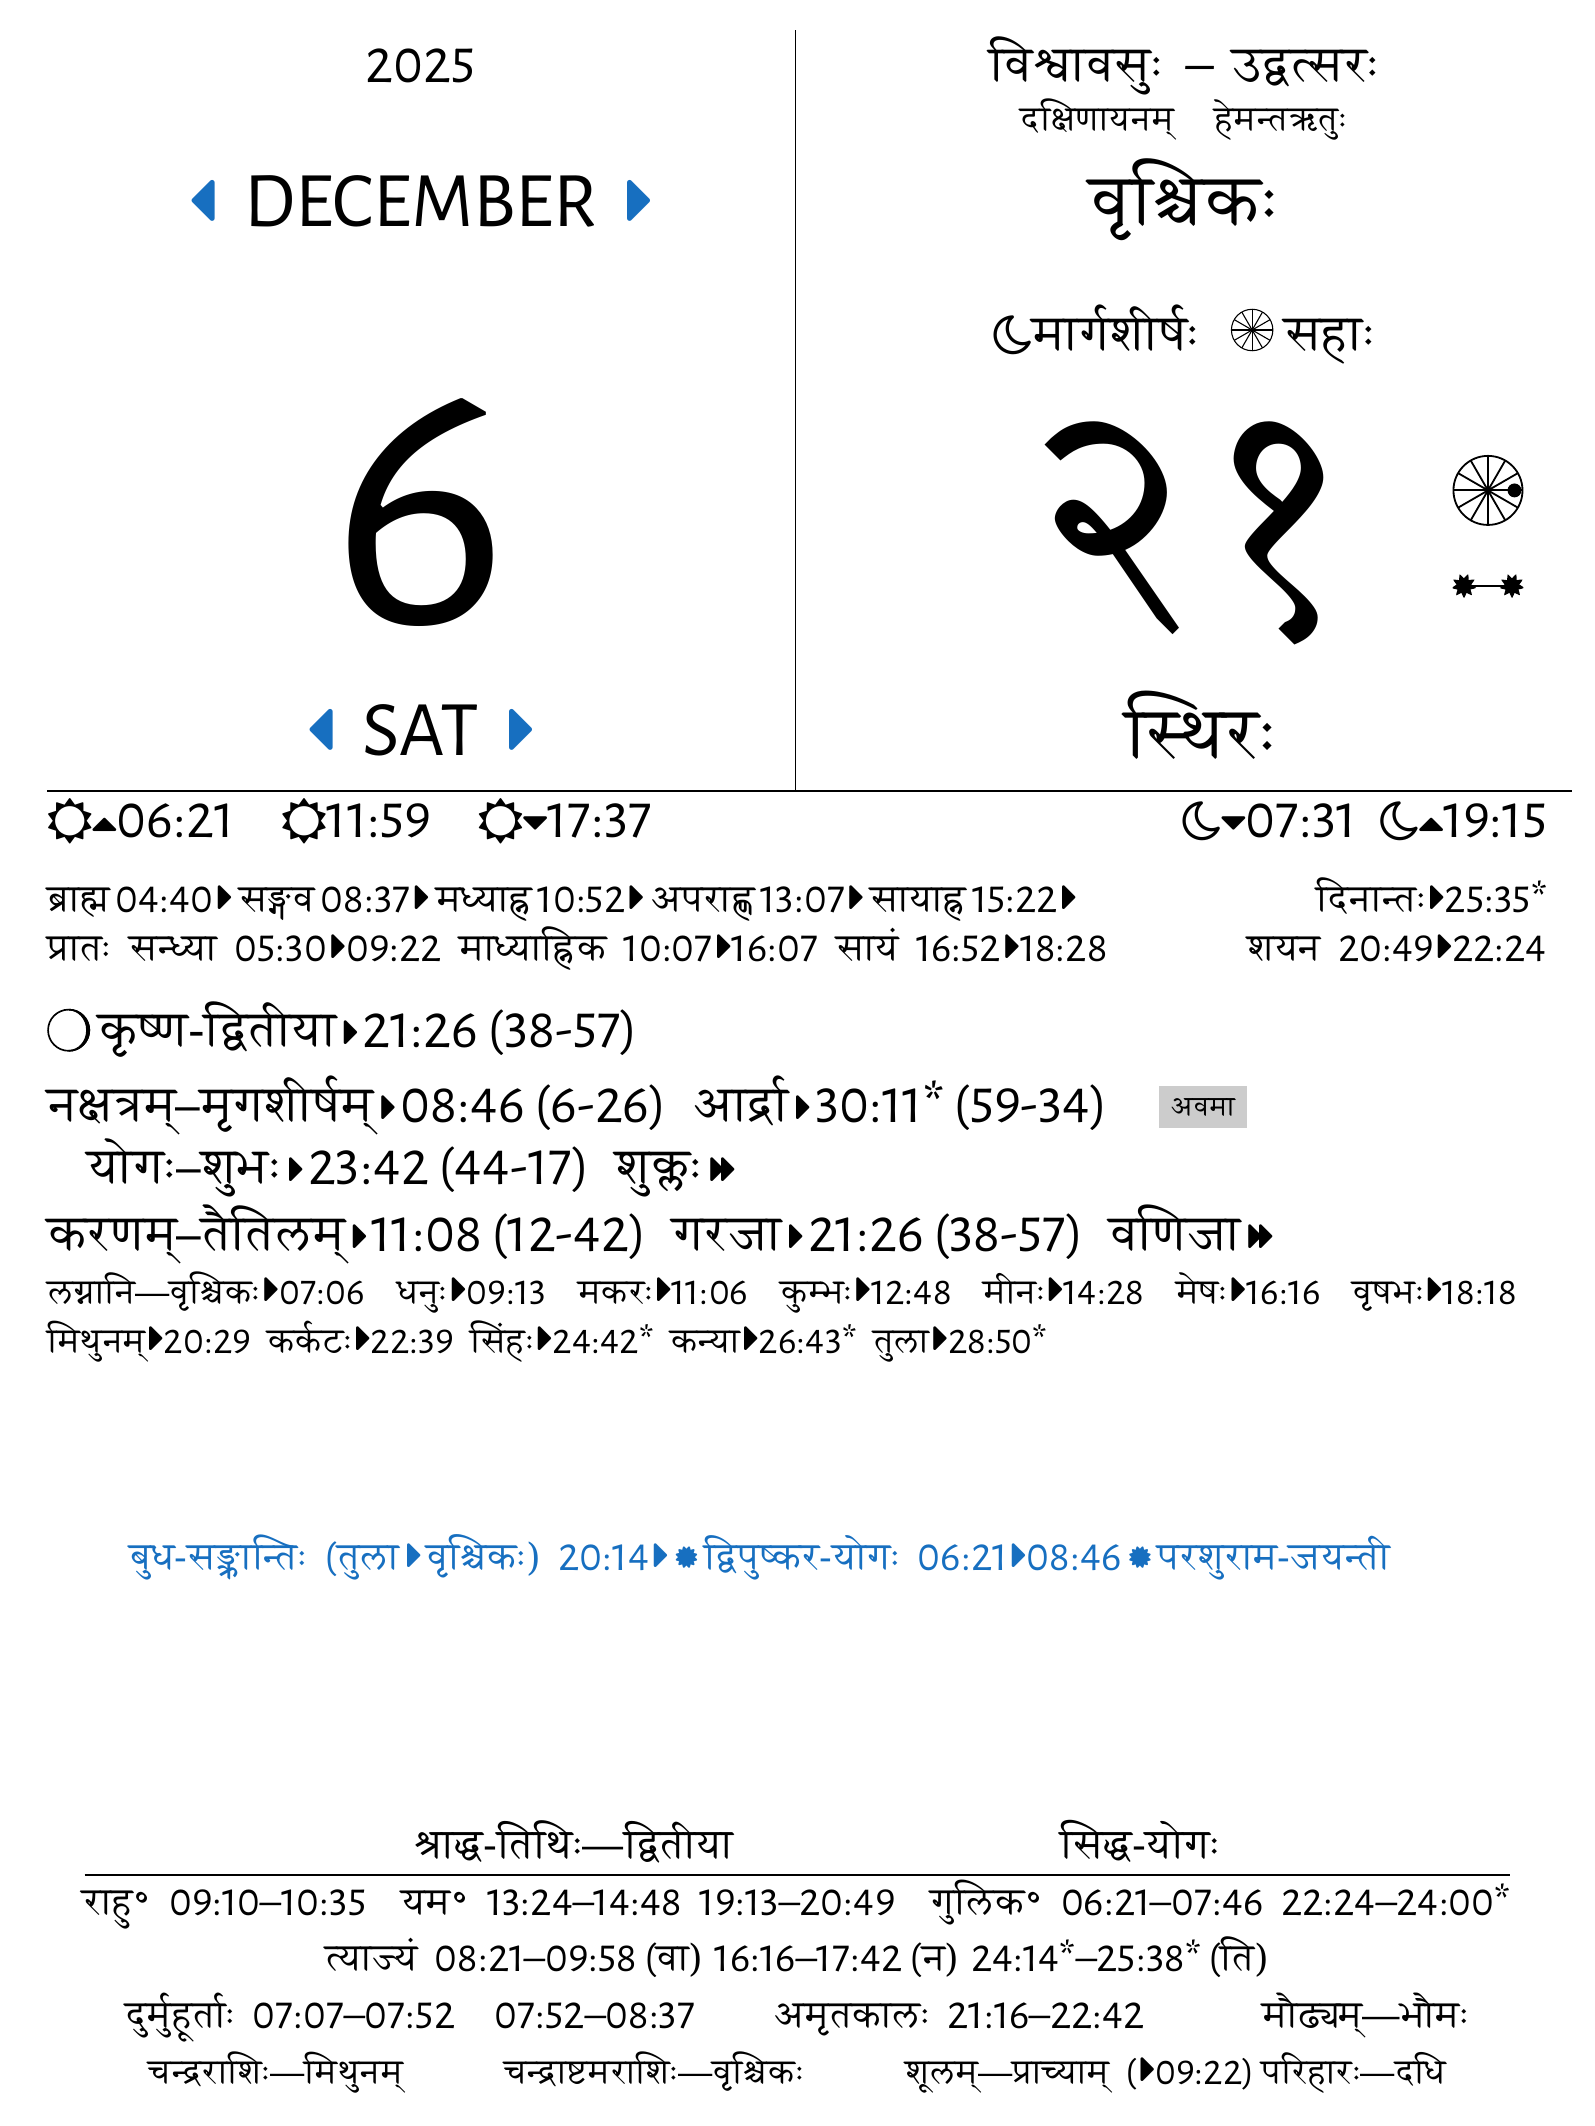 2025
DECEMBER
6
SAT
विश्वावसुः – उद्वत्सरः
दक्षिणायनम् हेमन्तऋतुः
वृश्चिकः
मार्गशीर्षः सहाः
२१
स्थिरः
06:21 11:59 17:37 07:31 19:15
ब्राह्म 04:40 सङ्गव 08:37 मध्याह्न 10:52 अपराह्ण 13:07 सायाह्न 15:22 दिनान्तः 25:35*
प्रातः सन्ध्या 05:30 09:22 माध्याह्निक 10:07 16:07 सायं 16:52 18:28 शयन 20:49 22:24
कृष्ण-द्वितीया 21:26 (38-57)
नक्षत्रम्–मृगशीर्षम् 08:46 (6-26) आर्द्रा 30:11* (59-34) अवमा
योगः–शुभः 23:42 (44-17) शुक्लः
करणम्–तैतिलम् 11:08 (12-42) गरजा 21:26 (38-57) वणिजा
लग्नानि—वृश्चिकः 07:06 धनुः 09:13 मकरः 11:06 कुम्भः 12:48 मीनः 14:28 मेषः 16:16 वृषभः 18:18
मिथुनम् 20:29 कर्कटः 22:39 सिंहः 24:42* कन्या 26:43* तुला 28:50*
बुध-सङ्क्रान्तिः (तुला वृश्चिकः) 20:14 द्विपुष्कर-योगः 06:21 08:46 परशुराम-जयन्ती
श्राद्ध-तिथिः—द्वितीया सिद्ध-योगः
राहु॰ 09:10–10:35 यम॰ 13:24–14:48 19:13–20:49 गुलिक॰ 06:21–07:46 22:24–24:00*
त्याज्यं 08:21–09:58 (वा) 16:16–17:42 (न) 24:14*–25:38* (ति)
दुर्मुहूर्ताः 07:07–07:52 07:52–08:37 अमृतकालः 21:16–22:42 मौढ्यम्—भौमः
चन्द्रराशिः—मिथुनम् चन्द्राष्टमराशिः—वृश्चिकः शूलम्—प्राच्याम् (09:22) परिहारः—दधि